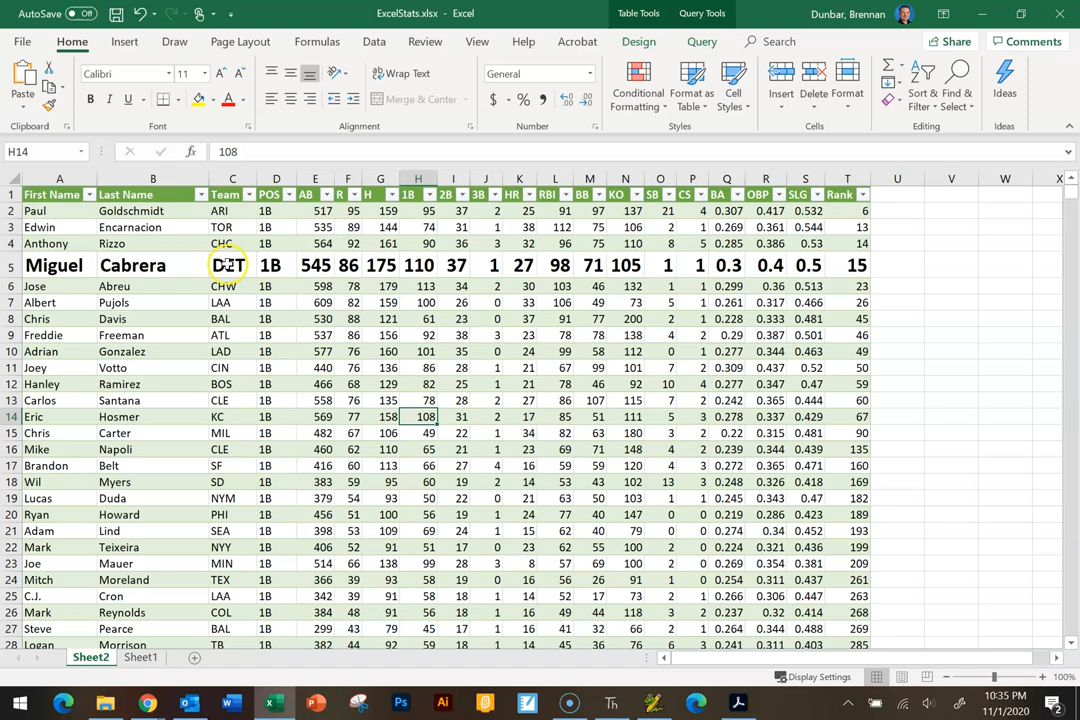 AutoSave Off ExcelStats.xlsx - Excel Table Tools Query Tools Dunbar, Brennan
File Home Insert Draw Page Layout Formulas Data Review View Help Acrobat Design Query Search Share Comments
Paste Calibri 11 Wrap Text General Conditional Formatting Format as Table Cell Styles Insert Delete Format Sort & Filter Find & Select Ideas
B I U A Merge & Center $ % ,
Clipboard Font Alignment Number Styles Cells Editing Ideas
H14 fx 108
A B C D E F G H I J K L M N O P Q R S T U V W X
1 First Name Last Name Team POS AB R H 1B 2B 3B HR RBI BB KO SB CS BA OBP SLG Rank
2 Paul Goldschmidt ARI 1B 517 95 159 95 37 2 25 91 97 137 21 4 0.307 0.417 0.532 6
3 Edwin Encarnacion TOR 1B 535 89 144 74 31 1 38 112 75 106 2 1 0.269 0.361 0.544 13
4 Anthony Rizzo CHC 1B 564 92 161 90 36 3 32 96 75 110 8 5 0.285 0.386 0.53 14
5 Miguel Cabrera DET 1B 545 86 175 110 37 1 27 98 71 105 1 1 0.3 0.4 0.5 15
6 Jose Abreu CHW 1B 598 78 179 113 34 2 30 103 46 132 1 1 0.299 0.36 0.513 23
7 Albert Pujols LAA 1B 609 82 159 100 26 0 33 106 49 73 5 1 0.261 0.317 0.466 26
8 Chris Davis BAL 1B 530 88 121 61 23 0 37 91 77 200 2 1 0.228 0.333 0.481 45
9 Freddie Freeman ATL 1B 537 86 156 92 38 3 23 78 78 138 4 2 0.29 0.387 0.501 46
10 Adrian Gonzalez LAD 1B 577 76 160 101 35 0 24 99 58 112 0 1 0.277 0.344 0.463 49
11 Joey Votto CIN 1B 440 76 136 86 28 1 21 67 99 101 7 2 0.309 0.437 0.52 50
12 Hanley Ramirez BOS 1B 466 68 129 82 25 1 21 78 46 92 10 4 0.277 0.347 0.47 59
13 Carlos Santana CLE 1B 558 76 135 78 28 2 27 86 107 115 7 2 0.242 0.365 0.444 60
14 Eric Hosmer KC 1B 569 77 158 108 31 2 17 85 51 111 5 3 0.278 0.337 0.429 67
15 Chris Carter MIL 1B 482 67 106 49 22 1 34 82 63 180 3 2 0.22 0.315 0.481 90
16 Mike Napoli CLE 1B 460 62 110 65 21 1 23 69 71 148 4 2 0.239 0.344 0.439 135
17 Brandon Belt SF 1B 416 60 113 66 27 4 16 59 59 120 4 3 0.272 0.365 0.471 160
18 Wil Myers SD 1B 383 59 95 60 19 2 14 53 43 102 13 4 0.248 0.326 0.418 169
19 Lucas Duda NYM 1B 379 54 93 50 22 0 21 63 50 103 1 1 0.245 0.343 0.47 182
20 Ryan Howard PHI 1B 456 51 100 56 19 1 24 77 40 147 0 0 0.219 0.286 0.423 189
21 Adam Lind SEA 1B 398 53 109 69 24 1 15 62 40 79 0 0 0.274 0.34 0.452 193
22 Mark Teixeira NYY 1B 406 52 91 51 17 0 23 62 55 100 2 0 0.224 0.321 0.436 199
23 Joe Mauer MIN 1B 514 66 138 99 28 3 8 57 69 100 2 0 0.269 0.354 0.381 209
24 Mitch Moreland TEX 1B 366 39 93 58 19 0 16 56 26 91 1 0 0.254 0.311 0.437 261
25 C.J. Cron LAA 1B 342 39 91 58 17 0 16 52 17 73 2 1 0.266 0.306 0.447 263
26 Mark Reynolds COL 1B 384 48 91 56 18 1 16 49 44 118 3 2 0.237 0.32 0.414 268
27 Steve Pearce BAL 1B 299 43 79 45 17 1 16 41 32 66 2 1 0.264 0.344 0.488 209
28 Logan Morrison TB 1B 382 44 92 58 18 1 14 50 40 76 6 3 0.241 0.311 0.403 285
Sheet2 Sheet1
Display Settings 100%
10:35 PM
11/1/2020